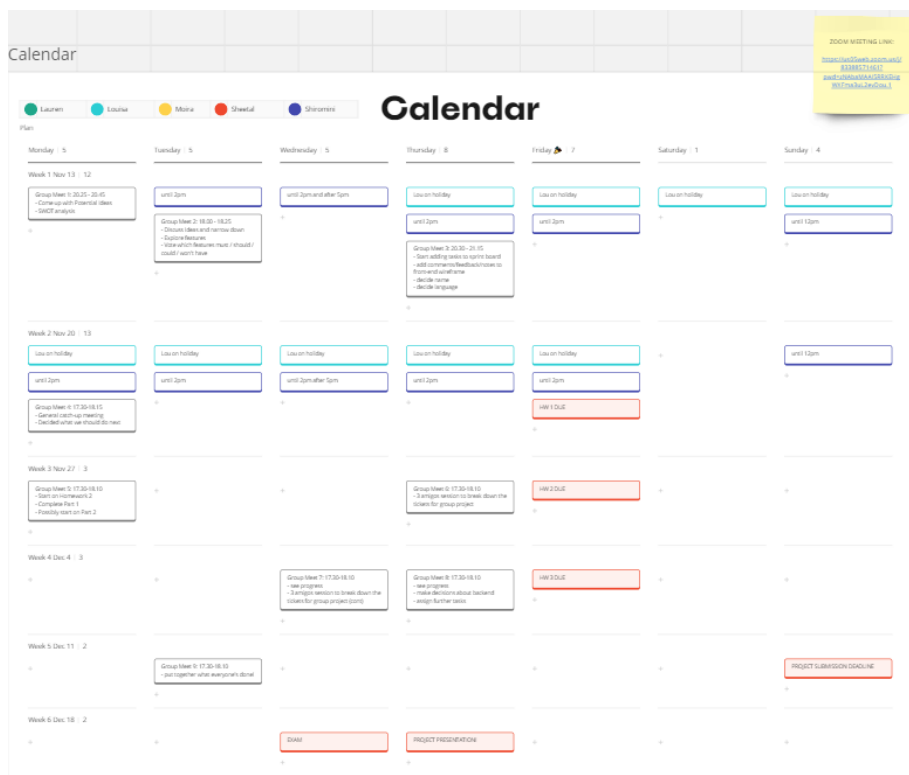 Calendar
ZOOM MEETING LINK:
Lauren
Louisa
Moira
Sheetal
Shiromini
Calendar
Plan
Monday 5
Tuesday 5
Wednesday 5
Thursday 8
Friday 7
Saturday 1
Sunday 4
Week 1 Nov 13 12
Group Meet 1: 20.25 - 20.45
- Come up with Potential ideas
- SWOT analysis
until 2pm
Group Meet 2: 18.00 - 18.25
- Discuss ideas and narrow down
- Explore features
- Vote which features must / should /
could / won't have
until 2pm and after 5pm
Lou on holiday
until 2pm
Group Meet 3: 20.30 - 21.15
- Start adding tasks to sprint board
- add comments/feedback/notes to
front-end wireframe
- decide name
- decide language
Lou on holiday
until 2pm
Lou on holiday
Lou on holiday
until 12pm
Week 2 Nov 20 13
Lou on holiday
until 2pm
Group Meet 4: 17.30-18.15
- General catch-up meeting
- Decided what we should do next
Lou on holiday
until 2pm
Lou on holiday
until 2pm after 5pm
Lou on holiday
until 2pm
Lou on holiday
until 2pm
HW 1 DUE
until 12pm
Week 3 Nov 27 3
Group Meet 5: 17.30-18.10
- Start on Homework 2
- Complete Part 1
- Possibly start on Part 2
Group Meet 6: 17.30-18.10
- 3 amigos session to break down the
tickets for group project
HW 2 DUE
Week 4 Dec 4 3
Group Meet 7: 17.30-18.10
- see progress
- 3 amigos session to break down the
tickets for group project (con)
Group Meet 8: 17.30-18.10
- see progress
- make decisions about backend
- assign further tasks
HW 3 DUE
Week 5 Dec 11 2
Group Meet 9: 17.30-18.10
- put together what everyone's done!
PROJECT SUBMISSION DEADLINE
Week 6 Dec 18 2
EXAM
PROJECT PRESENTATION!